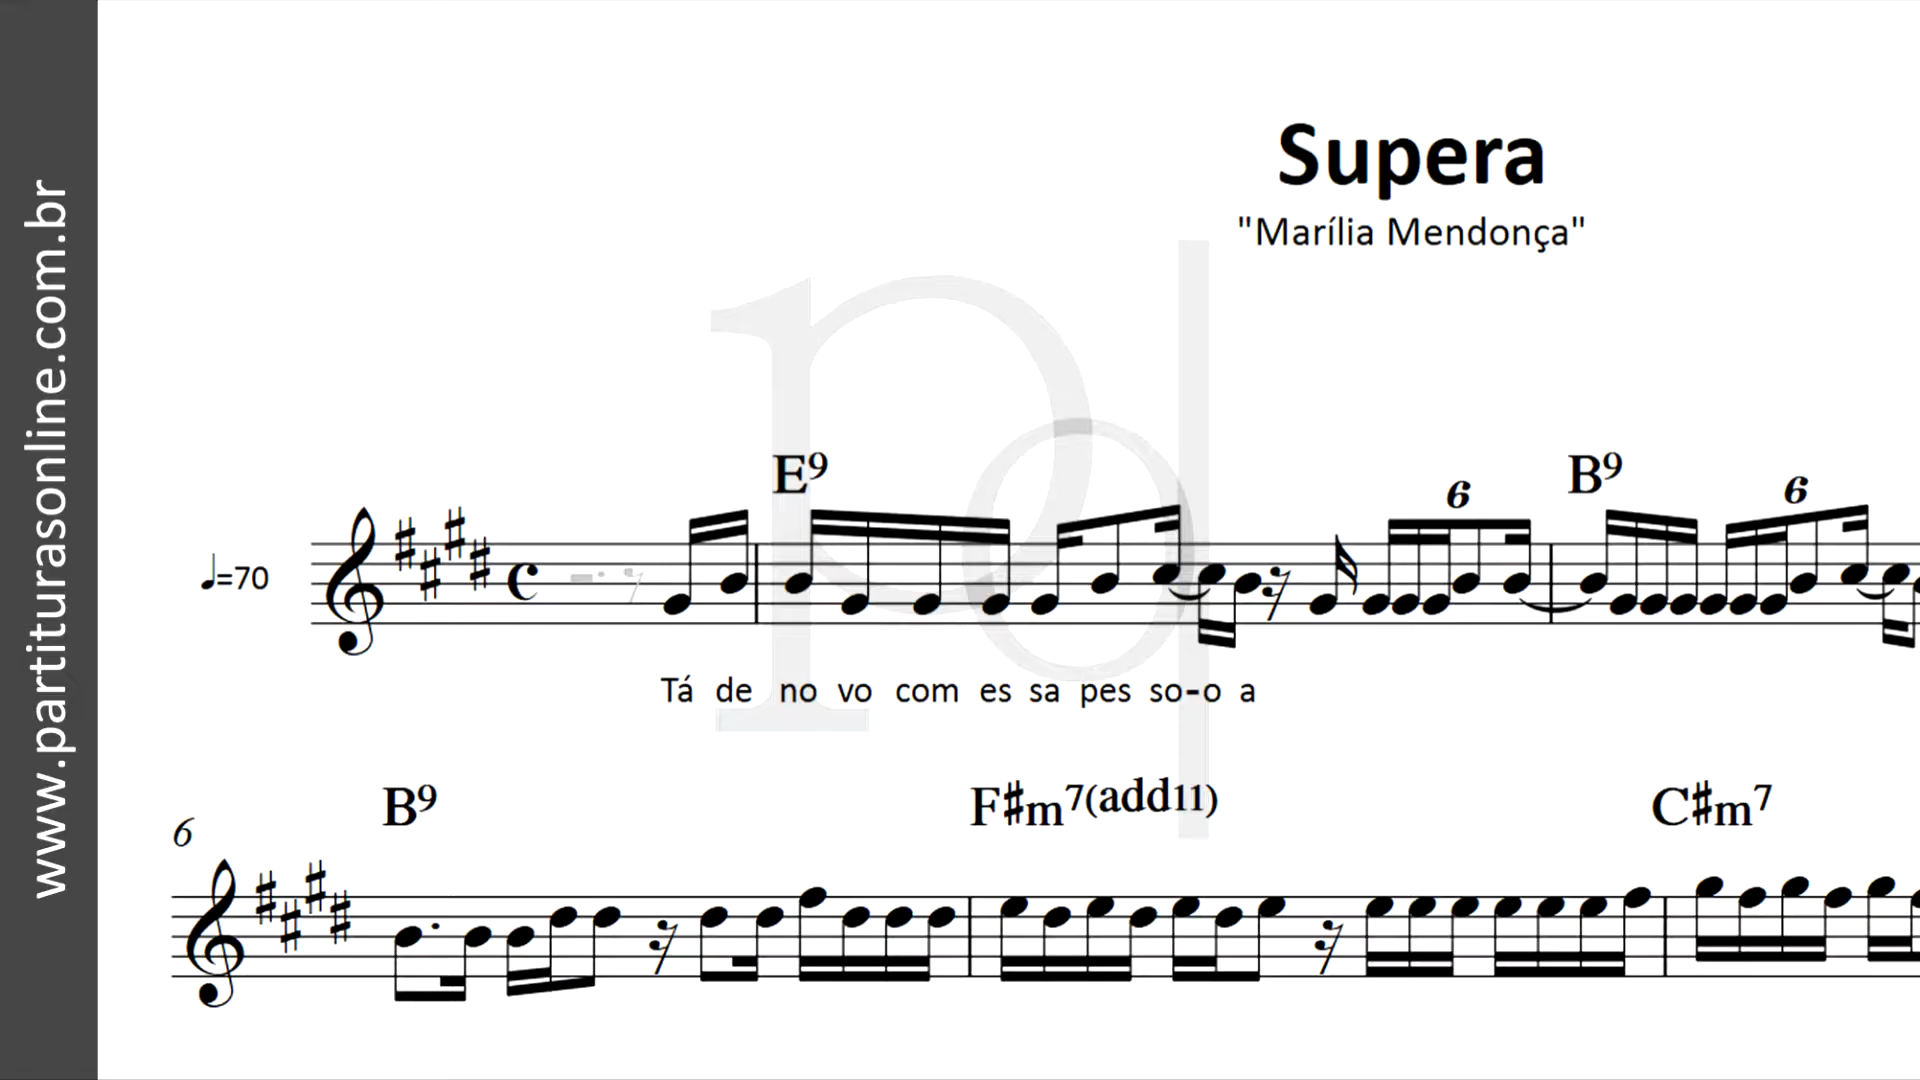 www.partiturasonline.com.br
Supera
"Marília Mendonça"
E9 6 B9 6
♩=70
Tá de no vo com es sa pes so-o a
6 B9 F♯m7(add11) C♯m7